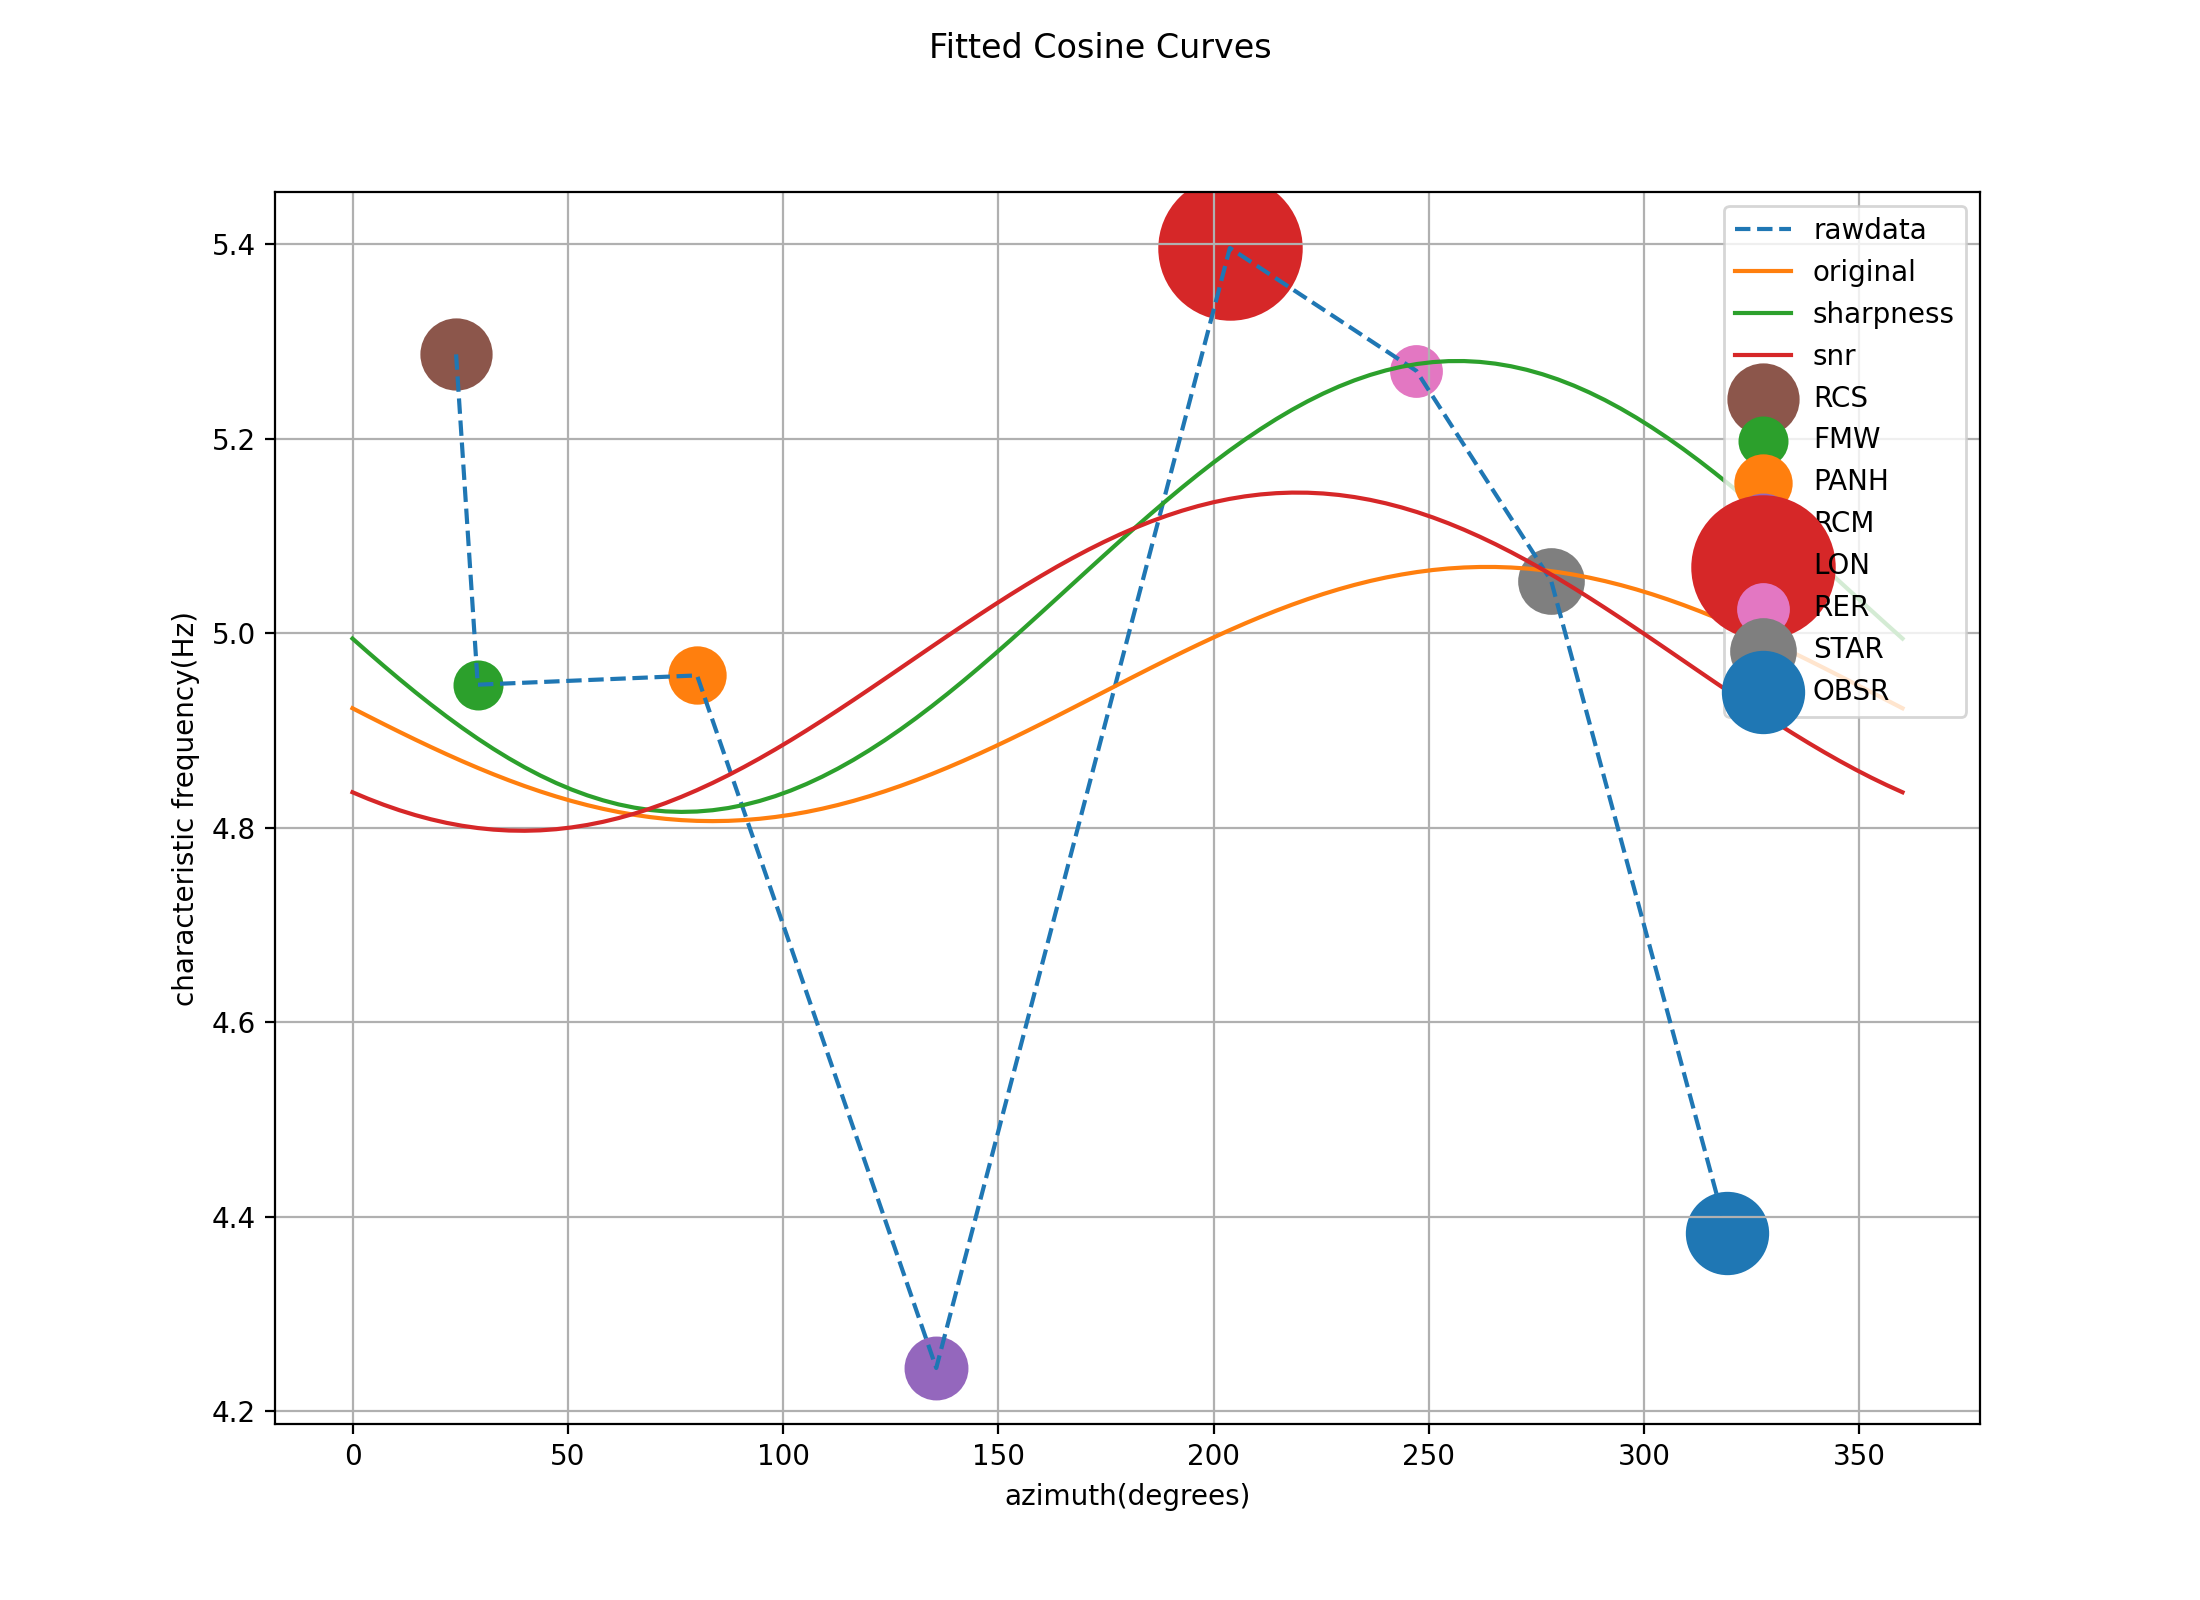 Fitted Cosine Curves
characteristic frequency(Hz)
5.4
5.2
5.0
4.8
4.6
4.4
4.2
0 50 100 150 200 250 300 350
azimuth(degrees)
rawdata
original
sharpness
snr
RCS
FMW
PANH
RCM
LON
RER
STAR
OBSR